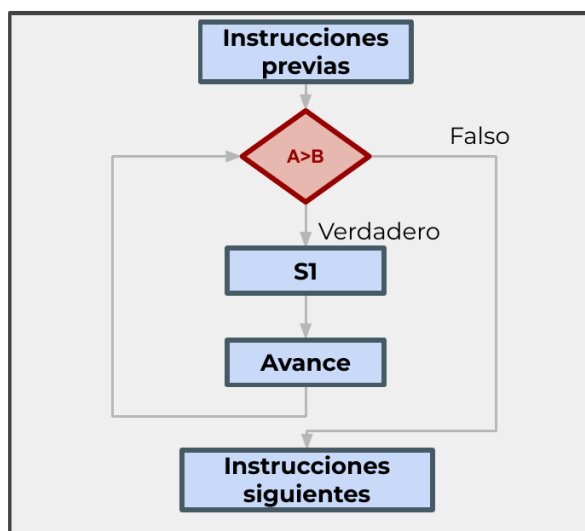 Instrucciones
previas
A>B
Falso
Verdadero
S1
Avance
Instrucciones
siguientes